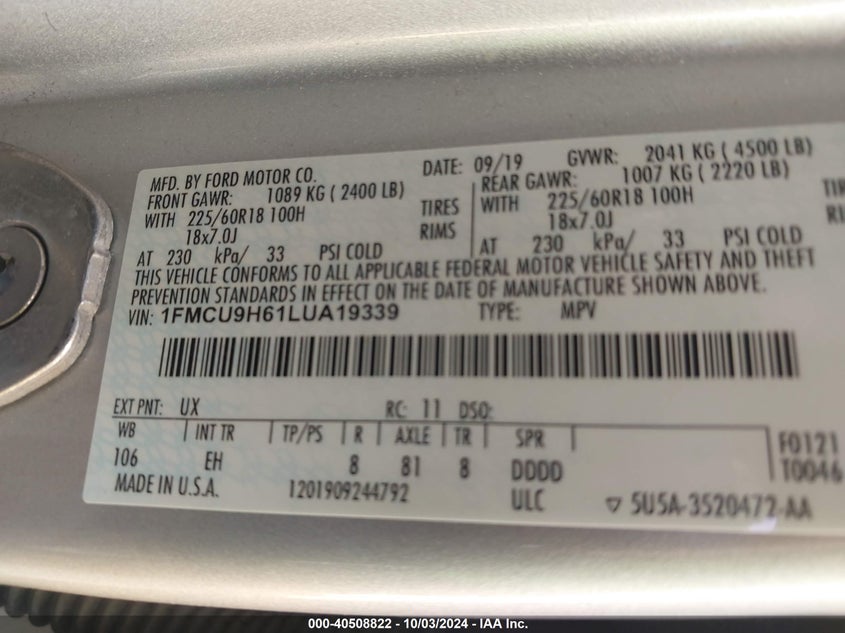 MFD. BY FORD MOTOR CO. DATE: 09/19 GVWR: 2041 KG ( 4500 LB)
FRONT GAWR: 1089 KG ( 2400 LB) REAR GAWR: 1007 KG ( 2220 LB)
WITH 225/60R18 100H TIRES WITH 225/60R18 100H
18x7.0J RIMS 18x7.0J
AT 230 kPa/ 33 PSI COLD AT 230 kPa/ 33 PSI COLD
THIS VEHICLE CONFORMS TO ALL APPLICABLE FEDERAL MOTOR VEHICLE SAFETY AND THEFT
PREVENTION STANDARDS IN EFFECT ON THE DATE OF MANUFACTURE SHOWN ABOVE.
VIN: 1FMCU9H61LUA19339 TYPE: MPV
EXT PNT: UX RC: 11 DSO:
WB INT TR TP/PS R AXLE TR SPR F0121
106 EH 8 81 8 DDDD T0046
MADE IN U.S.A. 1201909244792 ULC ▽ 5U5A-3520472-AA
000-40508822 - 10/03/2024 - IAA Inc.